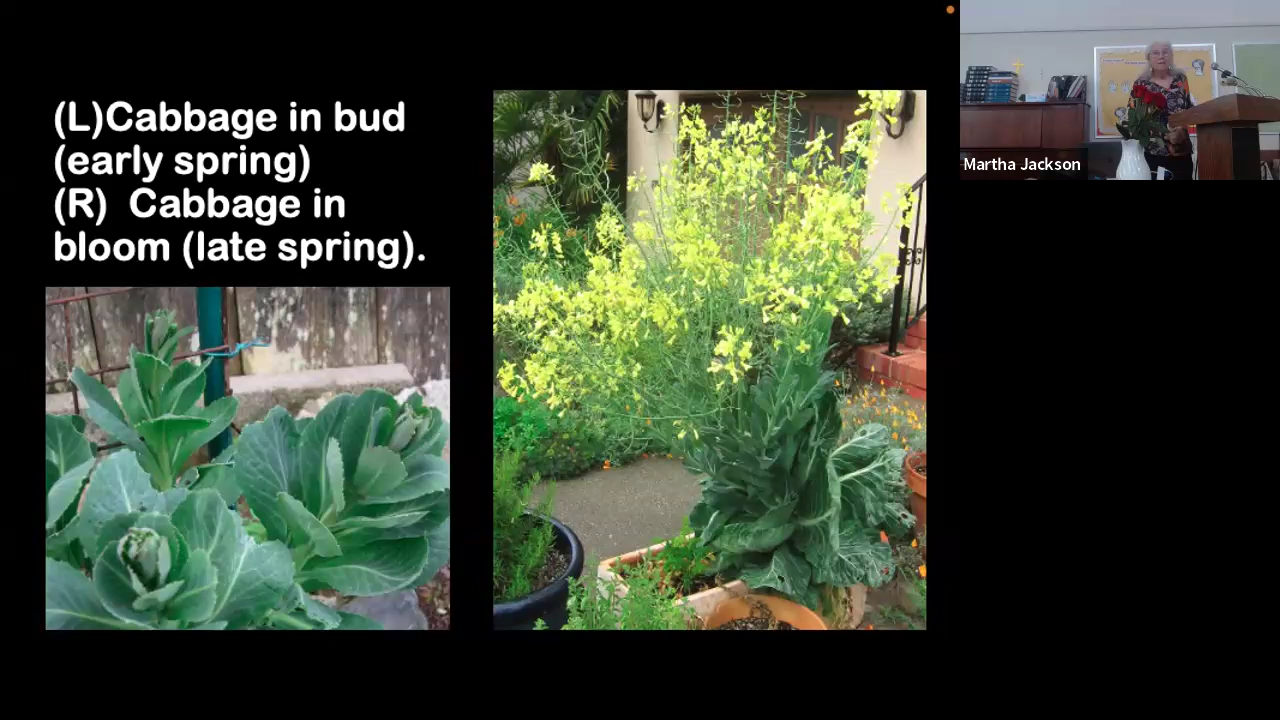 (L)Cabbage in bud
(early spring)
(R)  Cabbage in
bloom (late spring).
Martha Jackson